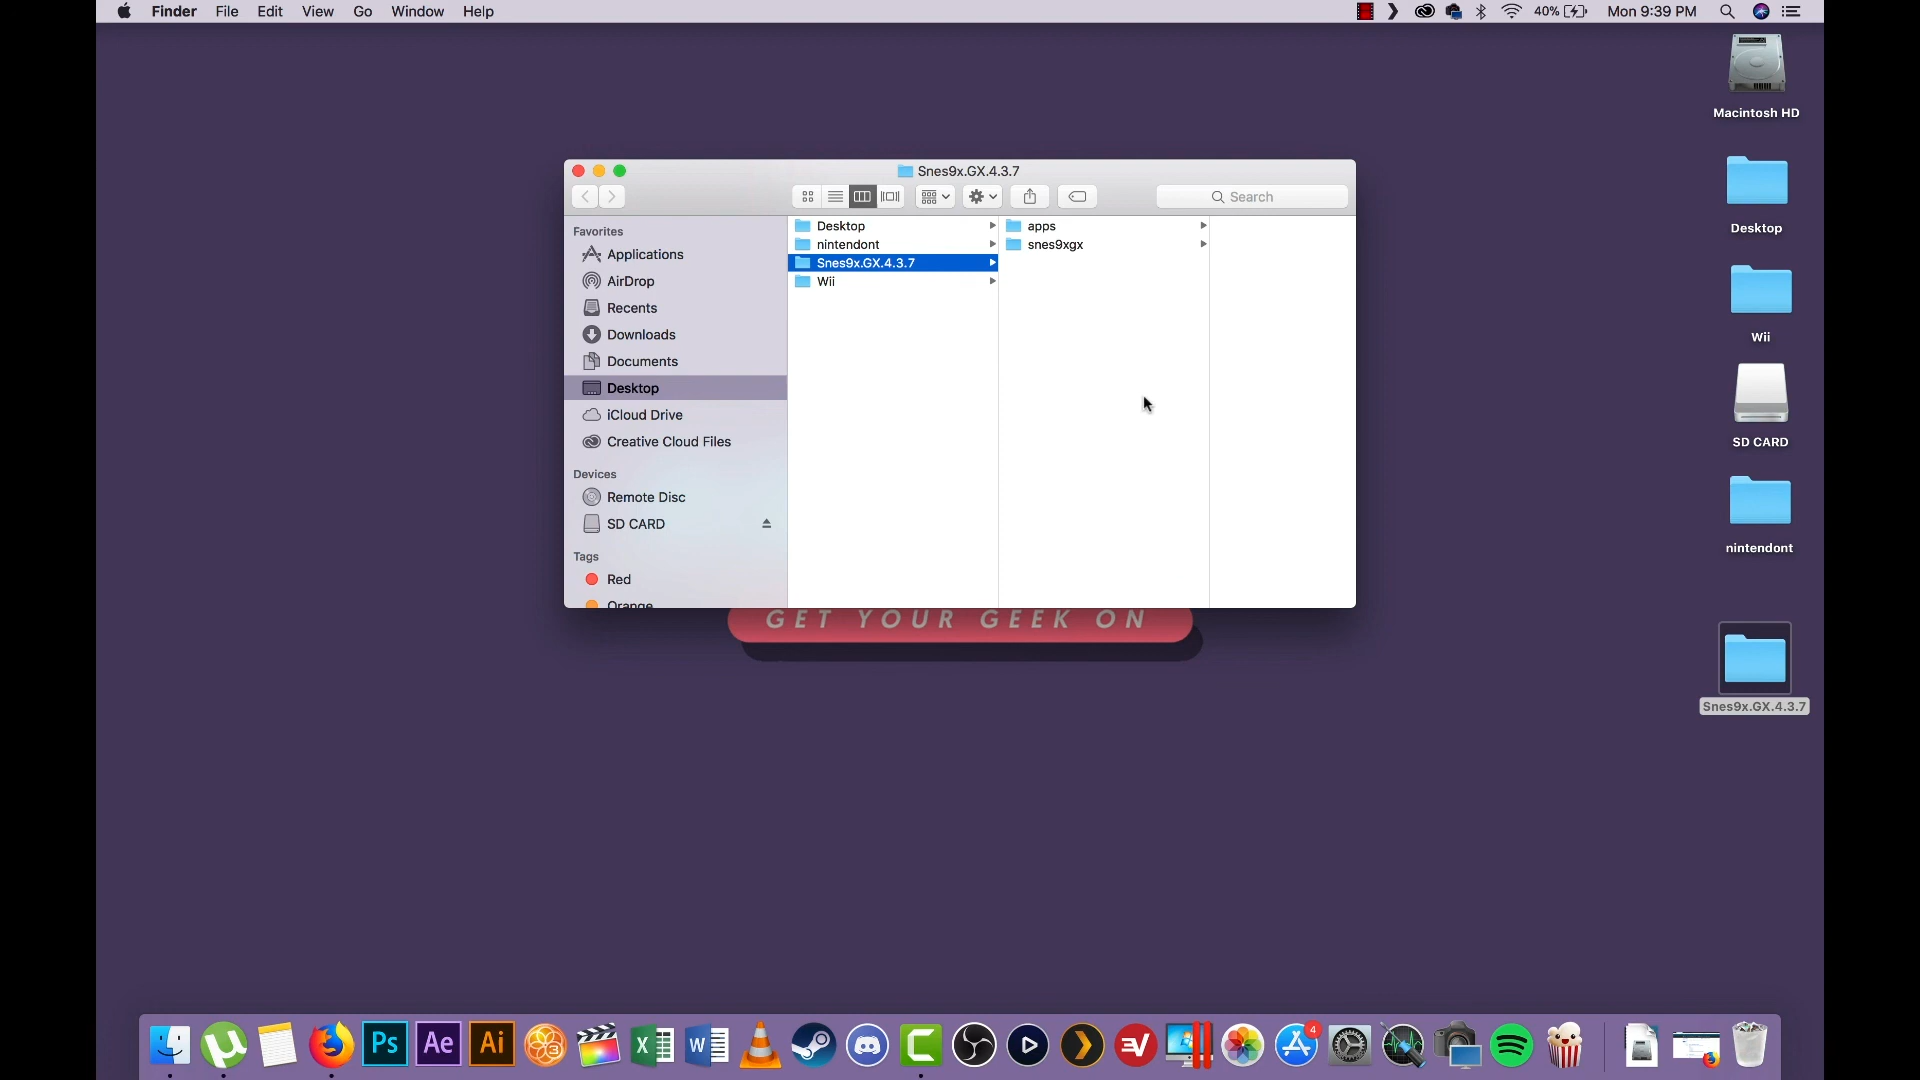 Finder File Edit View Go Window Help
40% Mon 9:39 PM
Macintosh HD
Desktop
Wii
SD CARD
nintendont
Snes9x.GX.4.3.7
Snes9x.GX.4.3.7
Search
Favorites
Applications
AirDrop
Recents
Downloads
Documents
Desktop
iCloud Drive
Creative Cloud Files
Devices
Remote Disc
SD CARD
Tags
Red
Orange
Desktop
nintendont
Snes9x.GX.4.3.7
Wii
apps
snes9xgx
GET YOUR GEEK ON
Ps Ae Ai X W 4